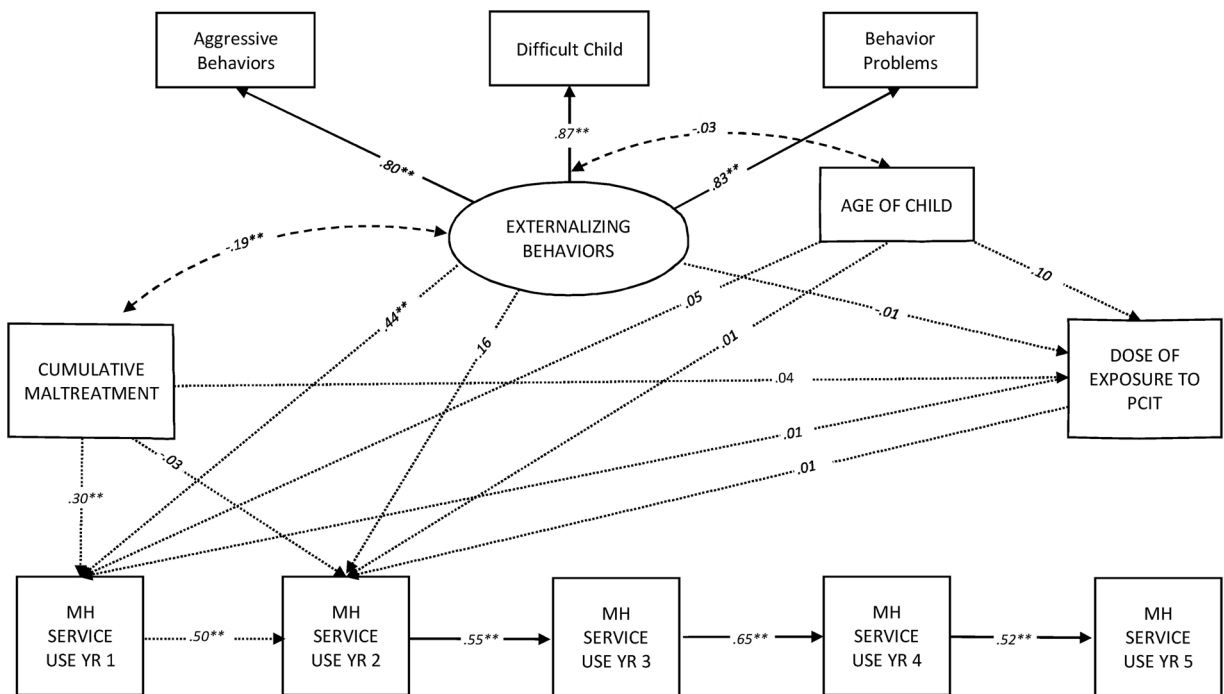 Aggressive
Behaviors
Difficult Child
Behavior
Problems
.80**
.87**
-.03
.83**
EXTERNALIZING
BEHAVIORS
AGE OF CHILD
-.19**
.44**
.16
.05
.01
-.01
.10
CUMULATIVE
MALTREATMENT
.04
DOSE OF
EXPOSURE TO
PCIT
.30**
-.03
.01
.01
MH
SERVICE
USE YR 1
.50**
MH
SERVICE
USE YR 2
.55**
MH
SERVICE
USE YR 3
.65**
MH
SERVICE
USE YR 4
.52**
MH
SERVICE
USE YR 5